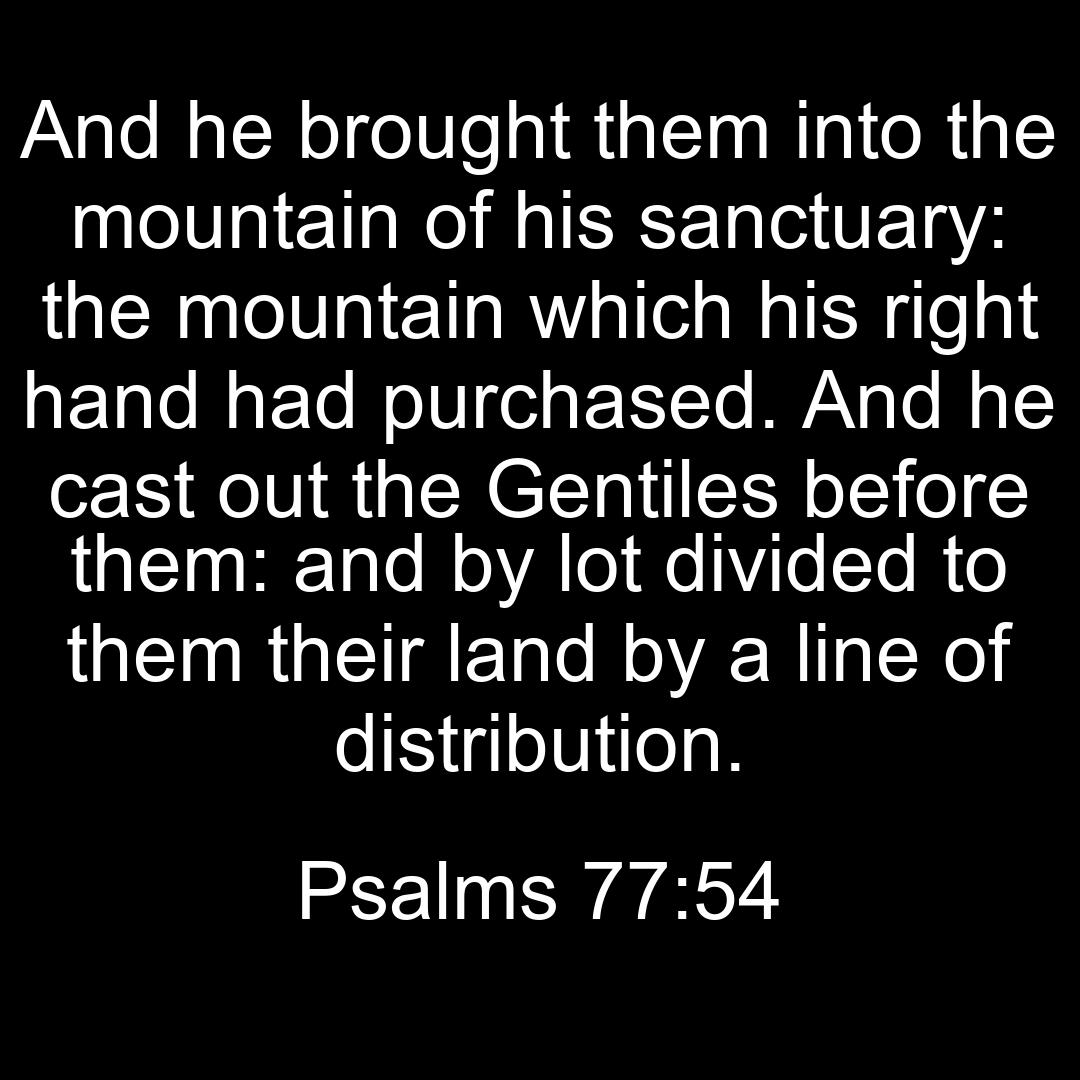 And he brought them into the
mountain of his sanctuary:
the mountain which his right
hand had purchased. And he
cast out the Gentiles before
them: and by lot divided to
them their land by a line of
distribution.
Psalms 77:54